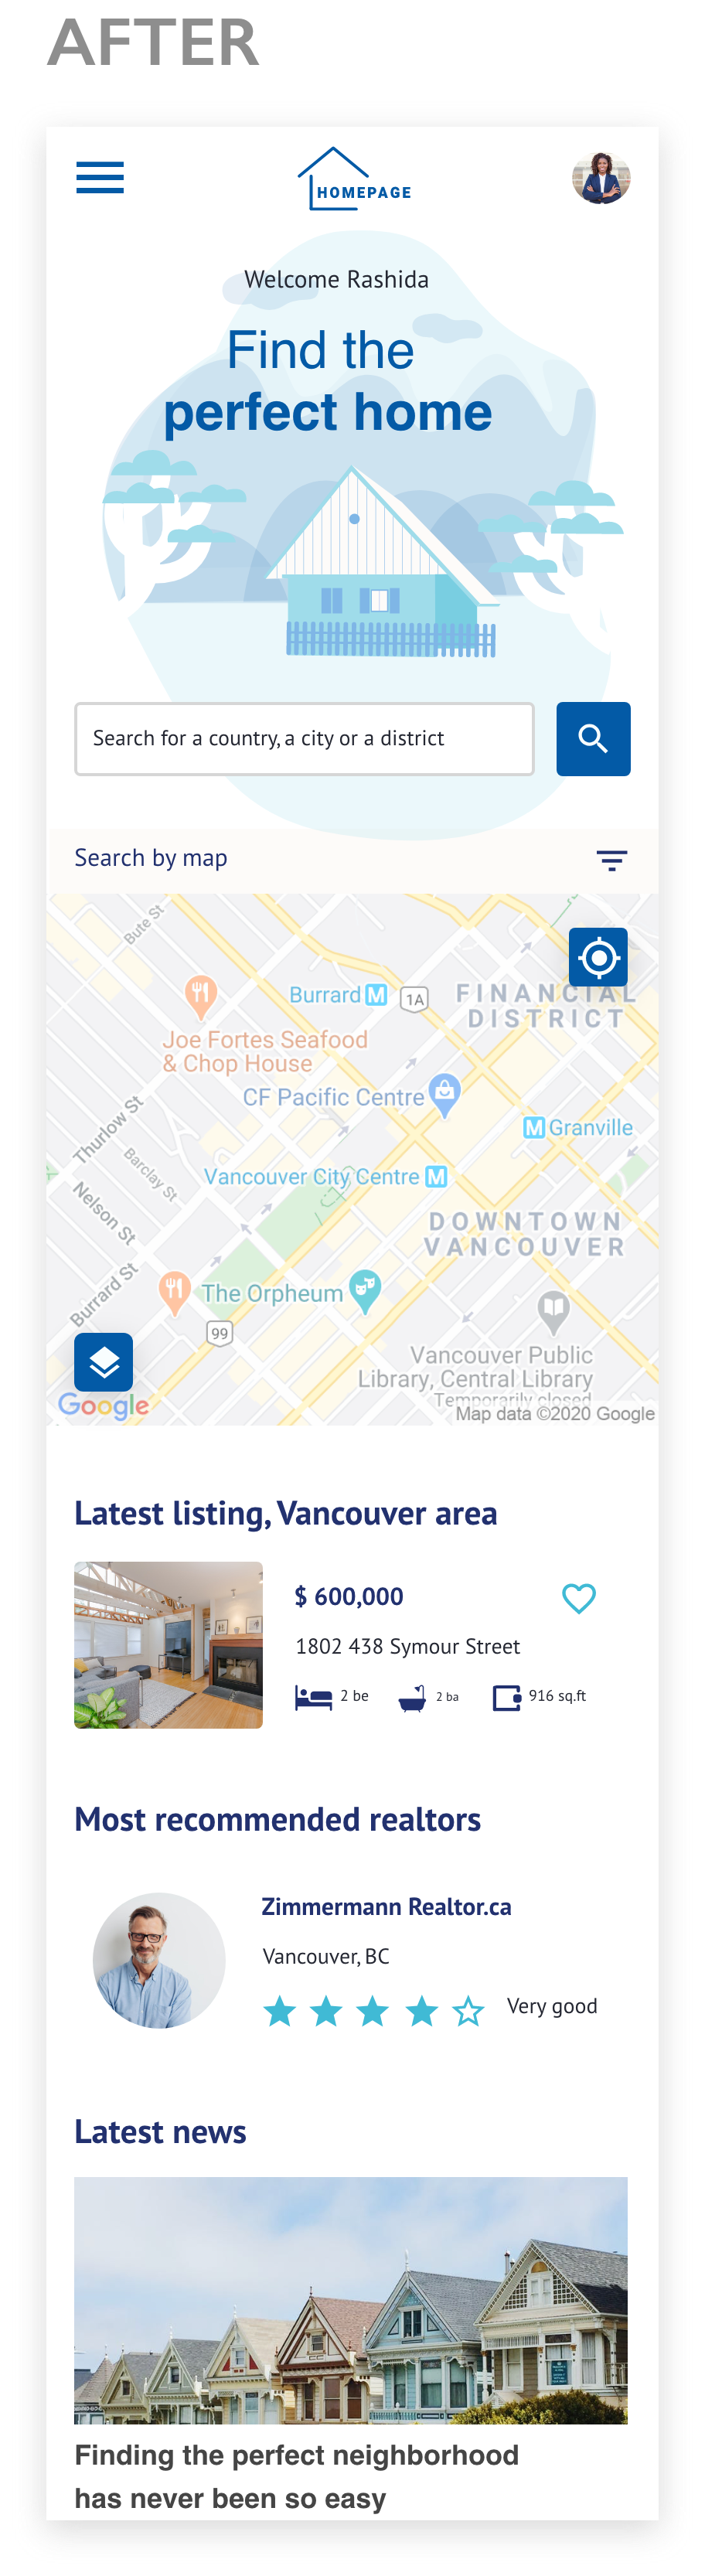 AFTER
HOMEPAGE
Welcome Rashida
Find the
perfect home
Search for a country, a city or a district
Search by map
Bute St
Burrard M
1A
FINANCIAL
DISTRICT
Joe Fortes Seafood
& Chop House
CF Pacific Centre
Thurlow St
M Granville
Barclay St
Vancouver City Centre M
Nelson St
DOWNTOWN
VANCOUVER
Burrard St
The Orpheum
99
Vancouver Public
Library, Central Library
Temporarily closed
Google
Map data ©2020 Google
Latest listing, Vancouver area
$ 600,000
1802 438 Symour Street
2 be
2 ba
916 sq.ft
Most recommended realtors
Zimmermann Realtor.ca
Vancouver, BC
Very good
Latest news
Finding the perfect neighborhood
has never been so easy